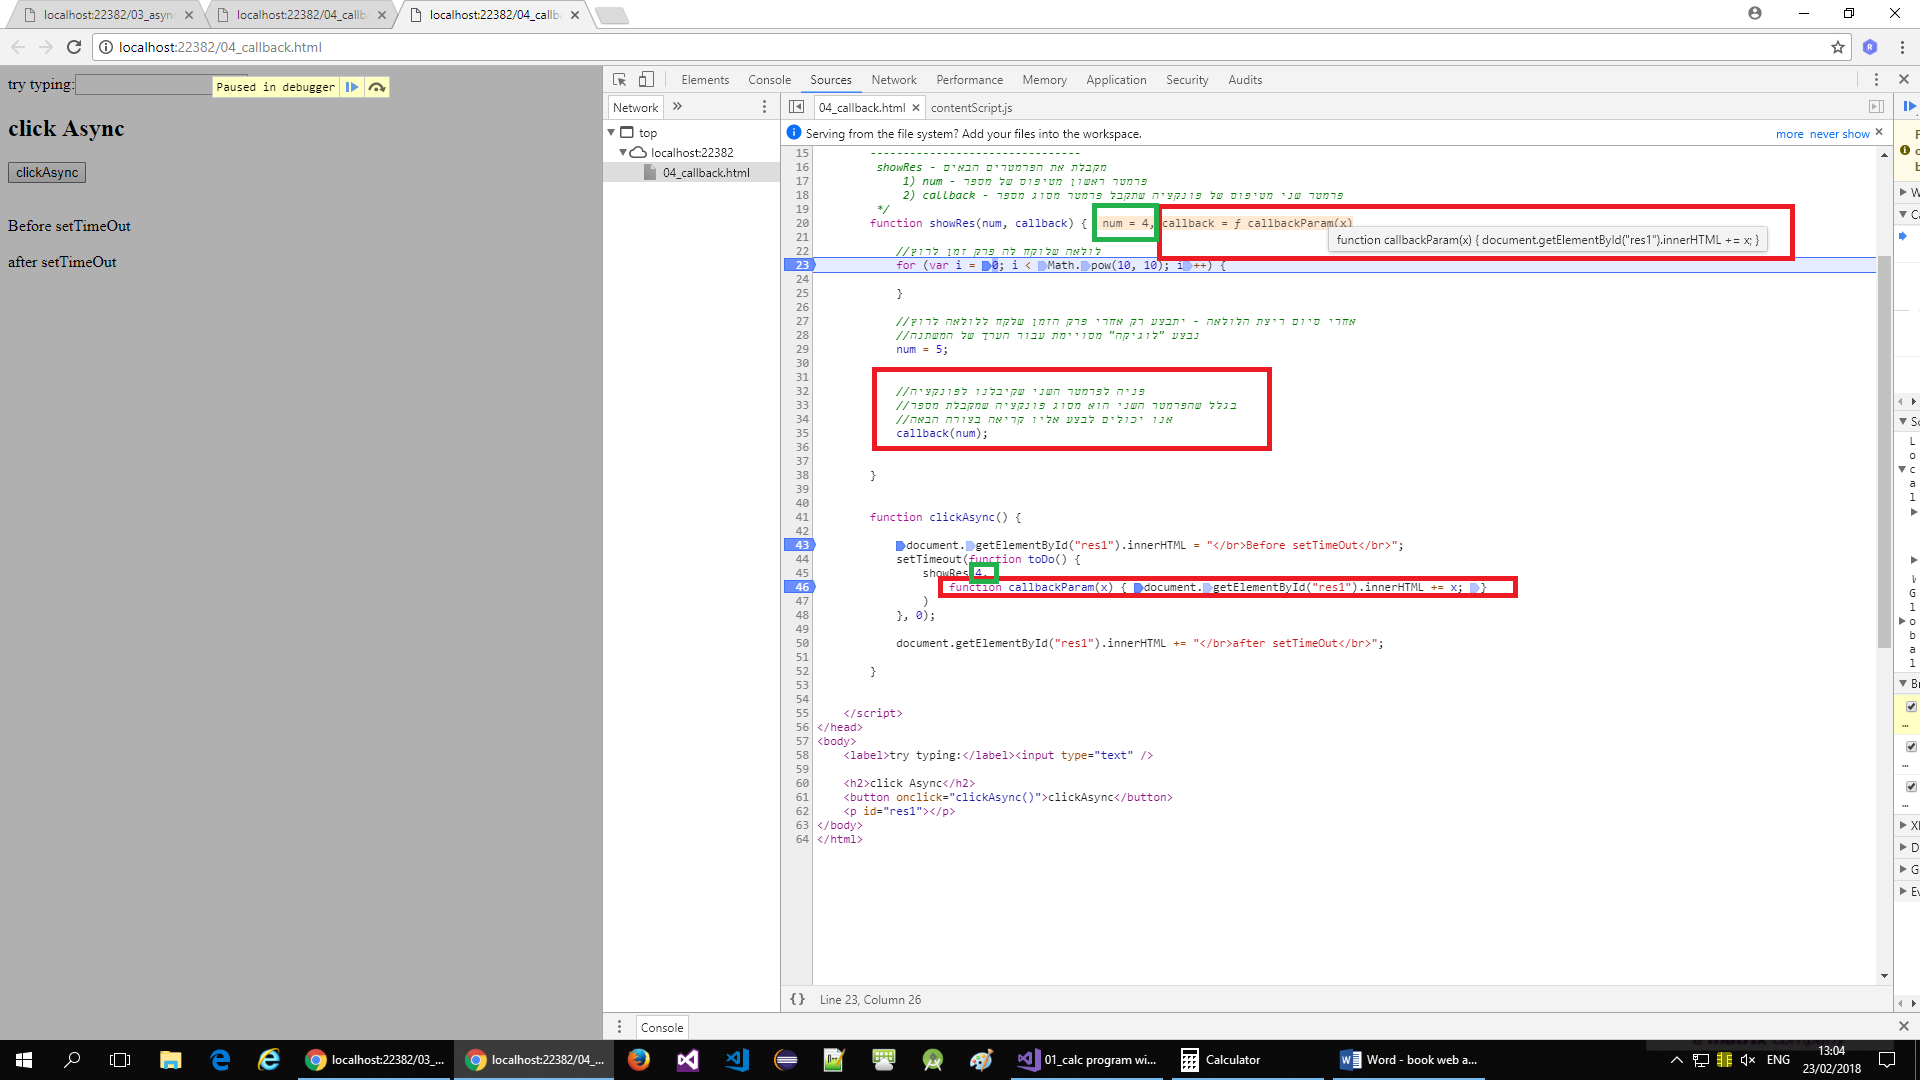 localhost:22382/03_asyn
localhost:22382/04_callba
localhost:22382/04_callba
localhost:22382/04_callback.html
try typing:
Paused in debugger
click Async
clickAsync
Before setTimeOut
after setTimeOut
Elements Console Sources Network Performance Memory Application Security Audits
Network
top
localhost:22382
04_callback.html
04_callback.html contentScript.js
Serving from the file system? Add your files into the workspace. more never show
15 --------------------------------
16 showRes - מקבלת את הפרמטרים הבאים
17 1) num - פרמטר ראשון מטיפוס של מספר
18 2) callback - פרמטר שני מטיפוס של פונקציה שתקבל פרמטר מסוג מספר
19 */
20 function showRes(num, callback) { num = 4, callback = ƒ callbackParam(x)
function callbackParam(x) { document.getElementById("res1").innerHTML += x; }
21
22 //לולאה שלוקח לה פרק זמן לרוץ
23 for (var i = 0; i < Math.pow(10, 10); i++) {
24
25 }
26
27 //אחרי סיום ריצת הלולאה - יתבצע רק אחרי פרק הזמן שלקח ללולאה לרוץ
28 //נבצע "לוגיקה" מסויימת עבור הערך של המשתנה
29 num = 5;
30
31
32 //פניה לפרמטר השני שקיבלנו לפונקציה
33 //בגלל שהפרמטר השני הוא מסוג פונקציה שמקבלת מספר
34 //אנו יכולים לבצע אליו קריאה בצורה הבאה
35 callback(num);
36
37
38 }
39
40
41 function clickAsync() {
42
43 document.getElementById("res1").innerHTML = "</br>Before setTimeOut</br>";
44 setTimeout(function toDo() {
45 showRes(4,
46 function callbackParam(x) { document.getElementById("res1").innerHTML += x; }
47 )
48 }, 0);
49
50 document.getElementById("res1").innerHTML += "</br>after setTimeOut</br>";
51
52 }
53
54
55 </script>
56 </head>
57 <body>
58 <label>try typing:</label><input type="text" />
59
60 <h2>click Async</h2>
61 <button onclick="clickAsync()">clickAsync</button>
62 <p id="res1"></p>
63 </body>
64 </html>
{} Line 23, Column 26
Console
localhost:22382/03_...
localhost:22382/04_...
01_calc program wi...
Calculator
Word - book web a...
ENG
13:04
23/02/2018